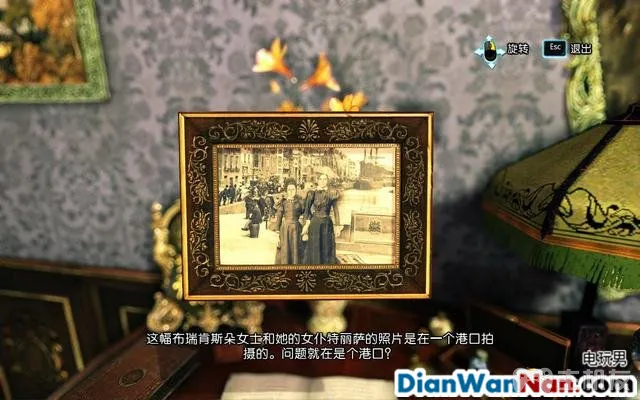 旋转 Esc 退出
这幅布瑞肯斯朵女士和她的女仆特丽萨的照片是在一个港口拍
摄的。问题就在是个港口?
电玩男
DianWanNan.com